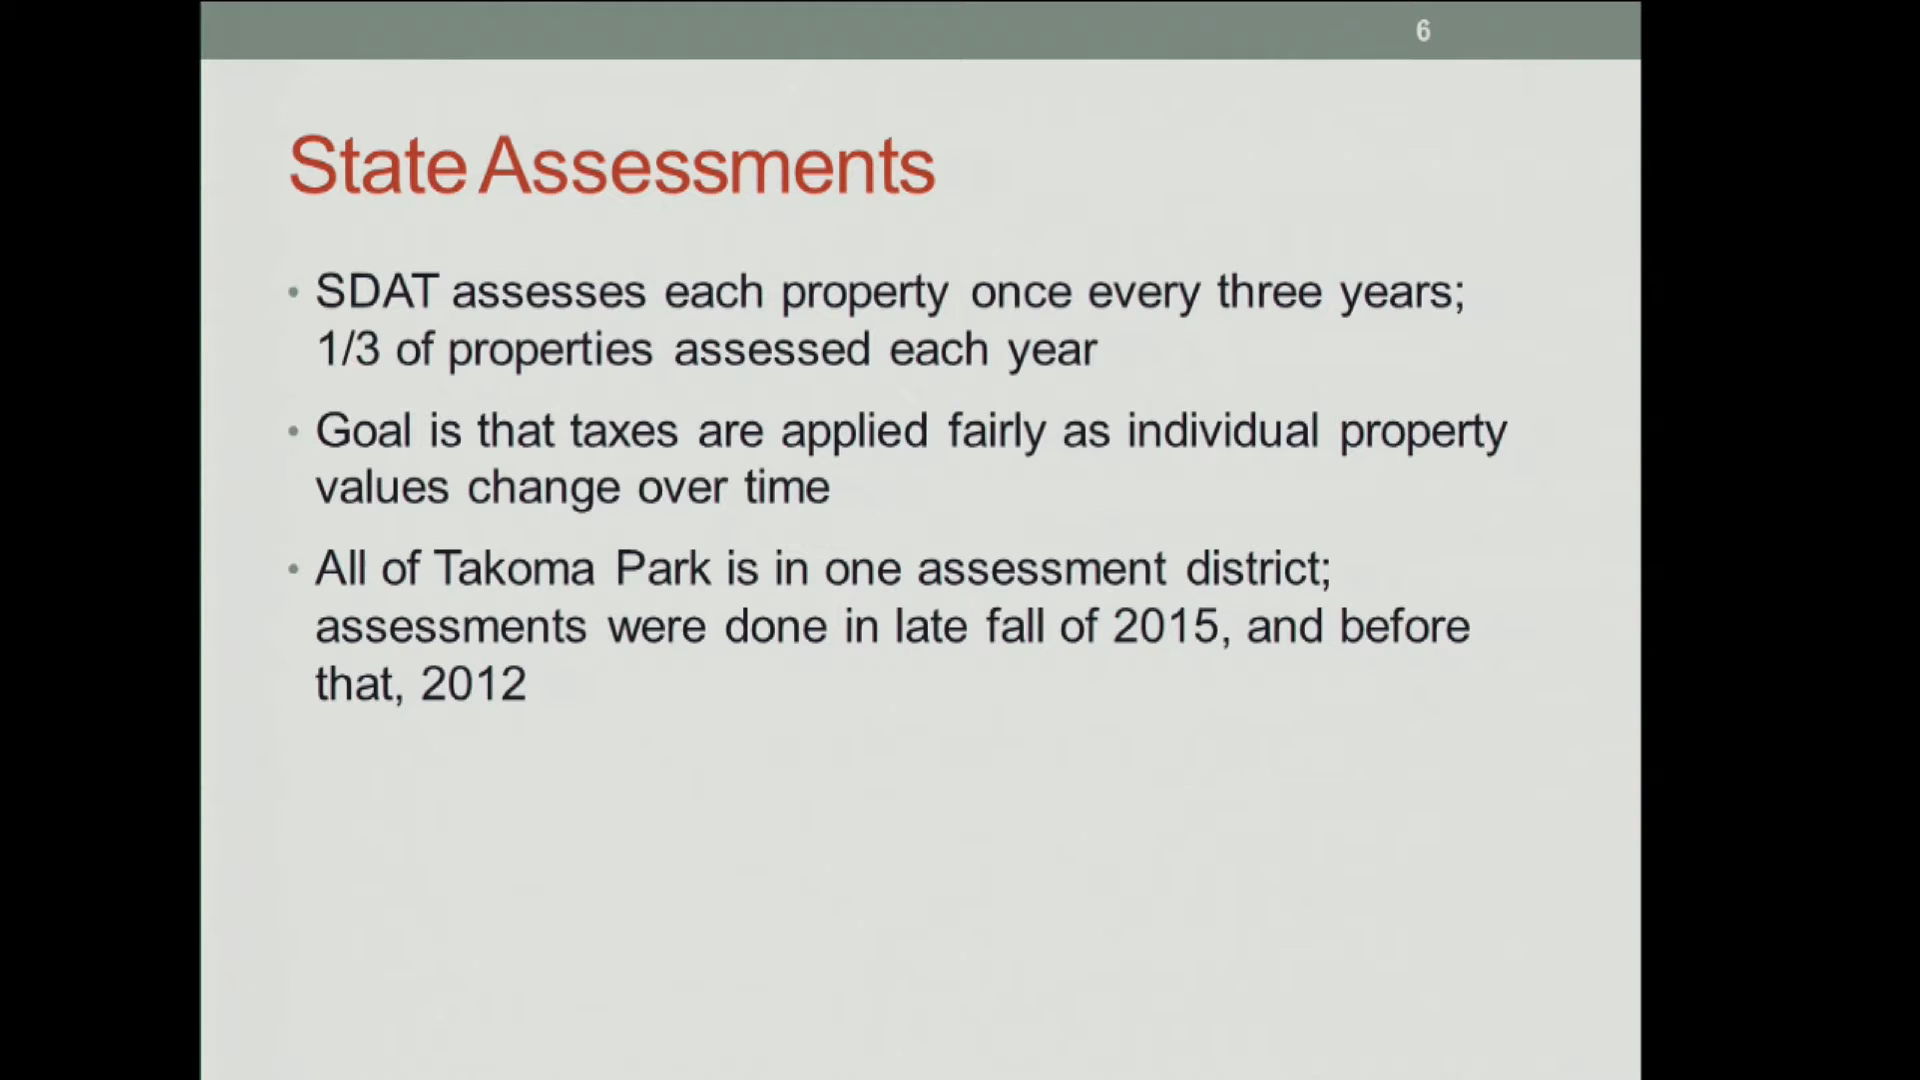 6
State Assessments
• SDAT assesses each property once every three years;
1/3 of properties assessed each year
• Goal is that taxes are applied fairly as individual property
values change over time
• All of Takoma Park is in one assessment district;
assessments were done in late fall of 2015, and before
that, 2012